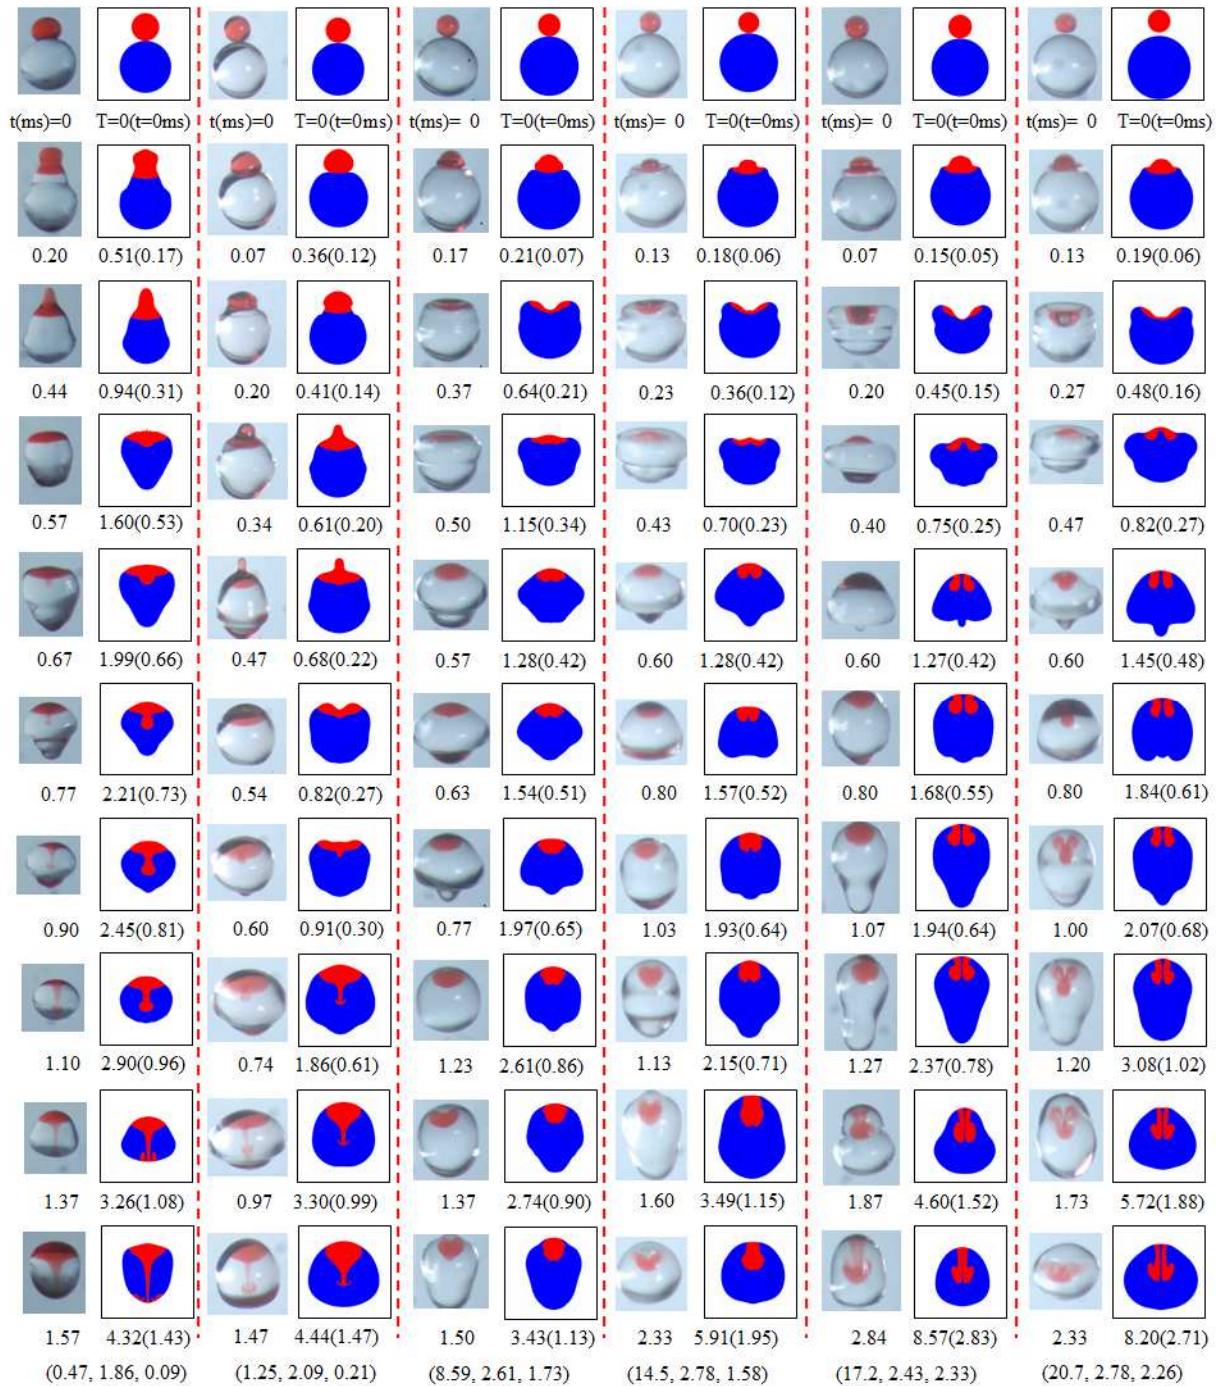 t(ms)=0 T=0(t=0ms) t(ms)=0 T=0(t=0ms) t(ms)= 0 T=0(t=0ms) t(ms)= 0 T=0(t=0ms) t(ms)= 0 T=0(t=0ms) t(ms)= 0 T=0(t=0ms)
0.20 0.51(0.17) 0.07 0.36(0.12) 0.17 0.21(0.07) 0.13 0.18(0.06) 0.07 0.15(0.05) 0.13 0.19(0.06)
0.44 0.94(0.31) 0.20 0.41(0.14) 0.37 0.64(0.21) 0.23 0.36(0.12) 0.20 0.45(0.15) 0.27 0.48(0.16)
0.57 1.60(0.53) 0.34 0.61(0.20) 0.50 1.15(0.34) 0.43 0.70(0.23) 0.40 0.75(0.25) 0.47 0.82(0.27)
0.67 1.99(0.66) 0.47 0.68(0.22) 0.57 1.28(0.42) 0.60 1.28(0.42) 0.60 1.27(0.42) 0.60 1.45(0.48)
0.77 2.21(0.73) 0.54 0.82(0.27) 0.63 1.54(0.51) 0.80 1.57(0.52) 0.80 1.68(0.55) 0.80 1.84(0.61)
0.90 2.45(0.81) 0.60 0.91(0.30) 0.77 1.97(0.65) 1.03 1.93(0.64) 1.07 1.94(0.64) 1.00 2.07(0.68)
1.10 2.90(0.96) 0.74 1.86(0.61) 1.23 2.61(0.86) 1.13 2.15(0.71) 1.27 2.37(0.78) 1.20 3.08(1.02)
1.37 3.26(1.08) 0.97 3.30(0.99) 1.37 2.74(0.90) 1.60 3.49(1.15) 1.87 4.60(1.52) 1.73 5.72(1.88)
1.57 4.32(1.43) 1.47 4.44(1.47) 1.50 3.43(1.13) 2.33 5.91(1.95) 2.84 8.57(2.83) 2.33 8.20(2.71)
(0.47, 1.86, 0.09) (1.25, 2.09, 0.21) (8.59, 2.61, 1.73) (14.5, 2.78, 1.58) (17.2, 2.43, 2.33) (20.7, 2.78, 2.26)